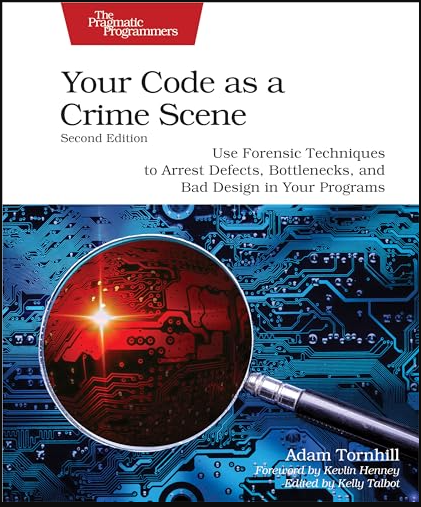 The
Pragmatic
Programmers
Your Code as a
Crime Scene
Second Edition
Use Forensic Techniques
to Arrest Defects, Bottlenecks, and
Bad Design in Your Programs
Adam Tornhill
Foreword by Kevlin Henney
Edited by Kelly Talbot